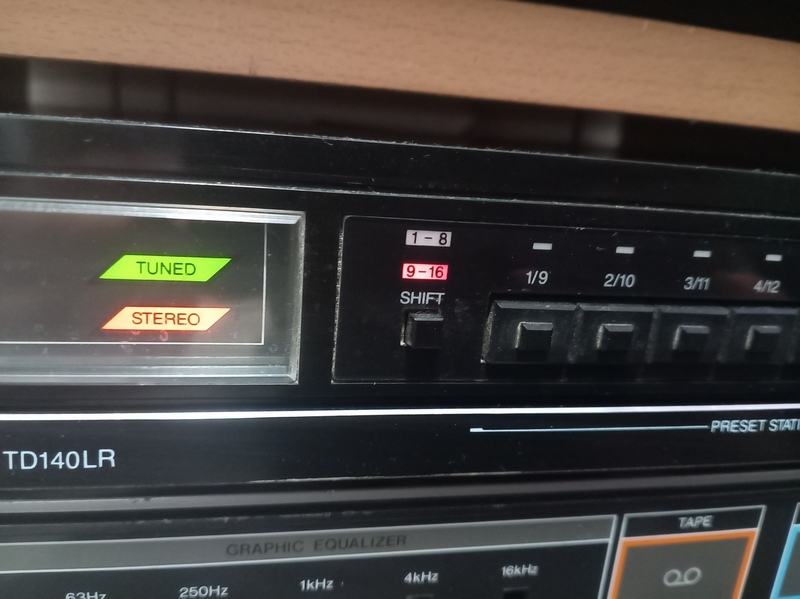 1 - 8
TUNED
9-16
1/9 2/10 3/11 4/12
SHIFT
STEREO
PRESET STATI
TD140LR
TAPE
GRAPHIC EQUALIZER
63Hz 250Hz 1kHz 4kHz 16kHz